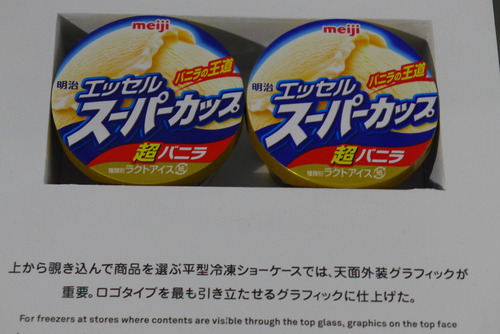 meiji
バニラの王道
明治 エッセル
スーパーカップ
超バニラ
種類別 ラクトアイス
meiji
バニラの王道
明治 エッセル
スーパーカップ
超バニラ
種類別 ラクトアイス
上から覗き込んで商品を選ぶ平型冷凍ショーケースでは、天面外装グラフィックが
重要。ロゴタイプを最も引き立たせるグラフィックに仕上げた。
For freezers at stores where contents are visible through the top glass, graphics on the top face